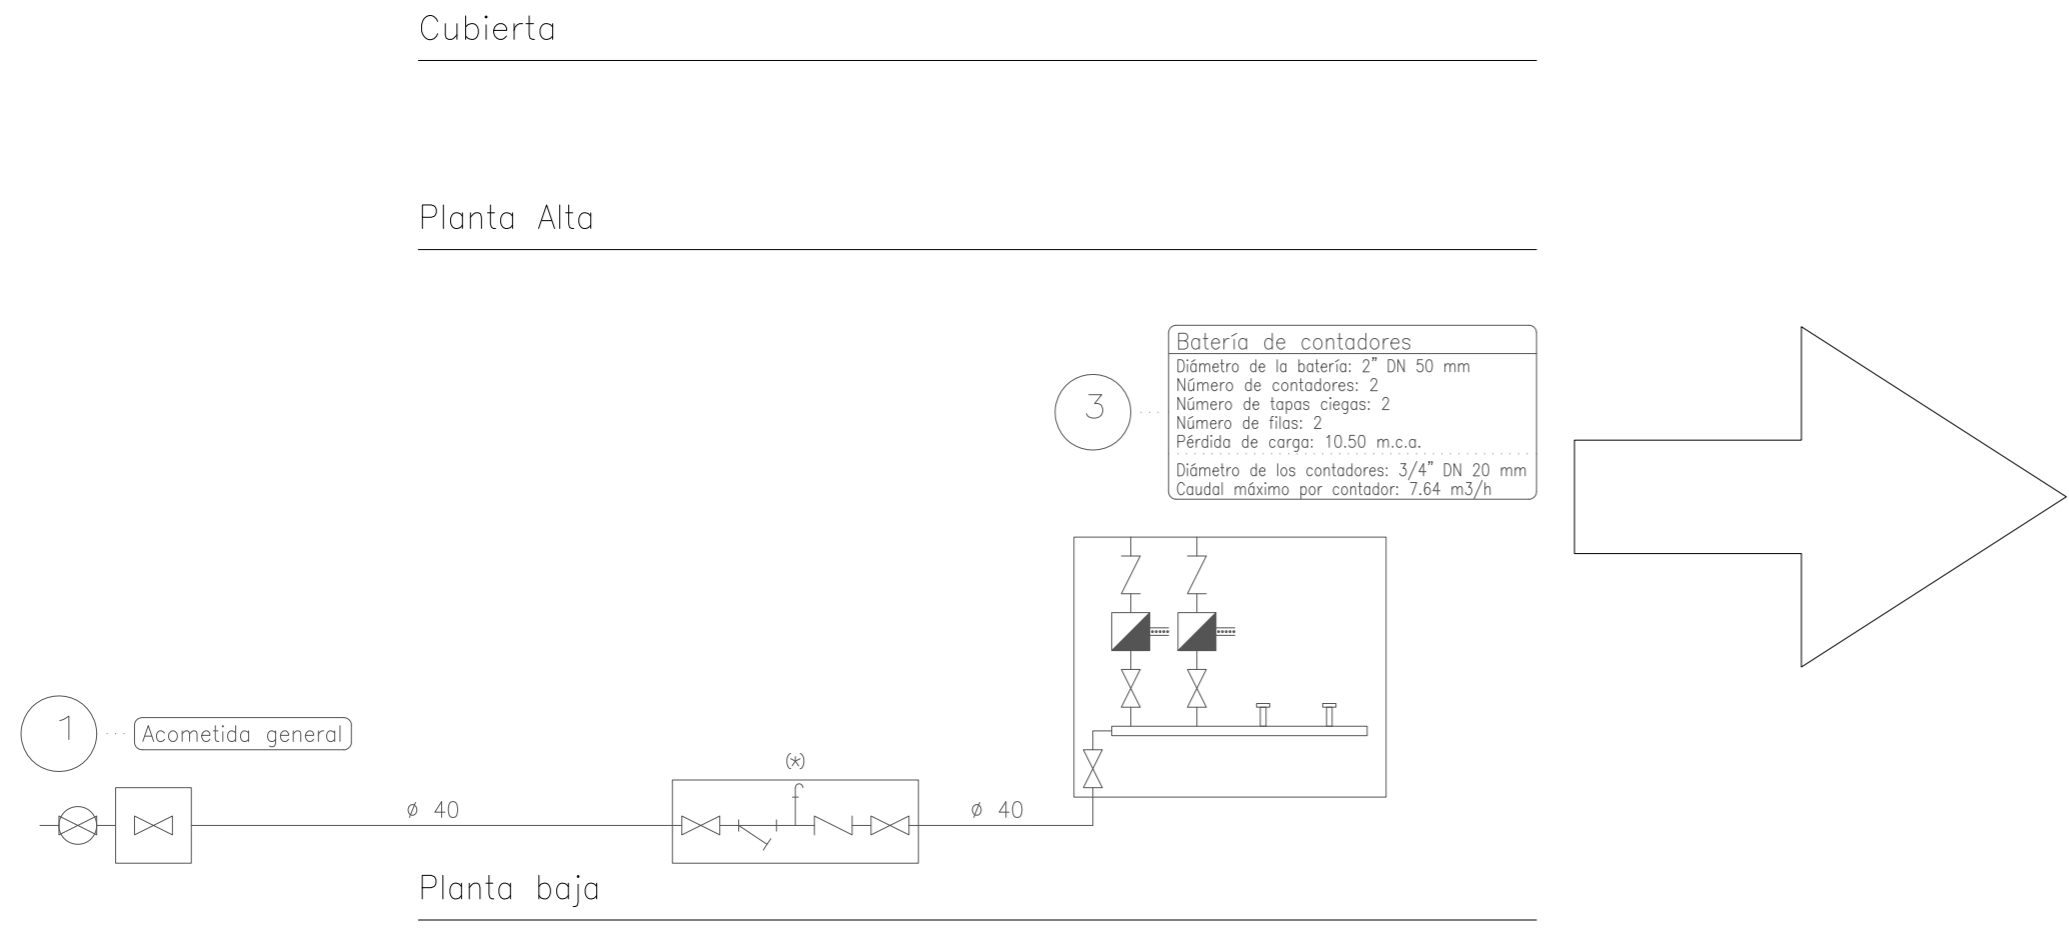 Cubierta
Planta Alta
3
Batería de contadores
Diámetro de la batería: 2" DN 50 mm
Número de contadores: 2
Número de tapas ciegas: 2
Número de filas: 2
Pérdida de carga: 10.50 m.c.a.
Diámetro de los contadores: 3/4" DN 20 mm
Caudal máximo por contador: 7.64 m3/h
1
Acometida general
(*)
ø 40
ø 40
Planta baja